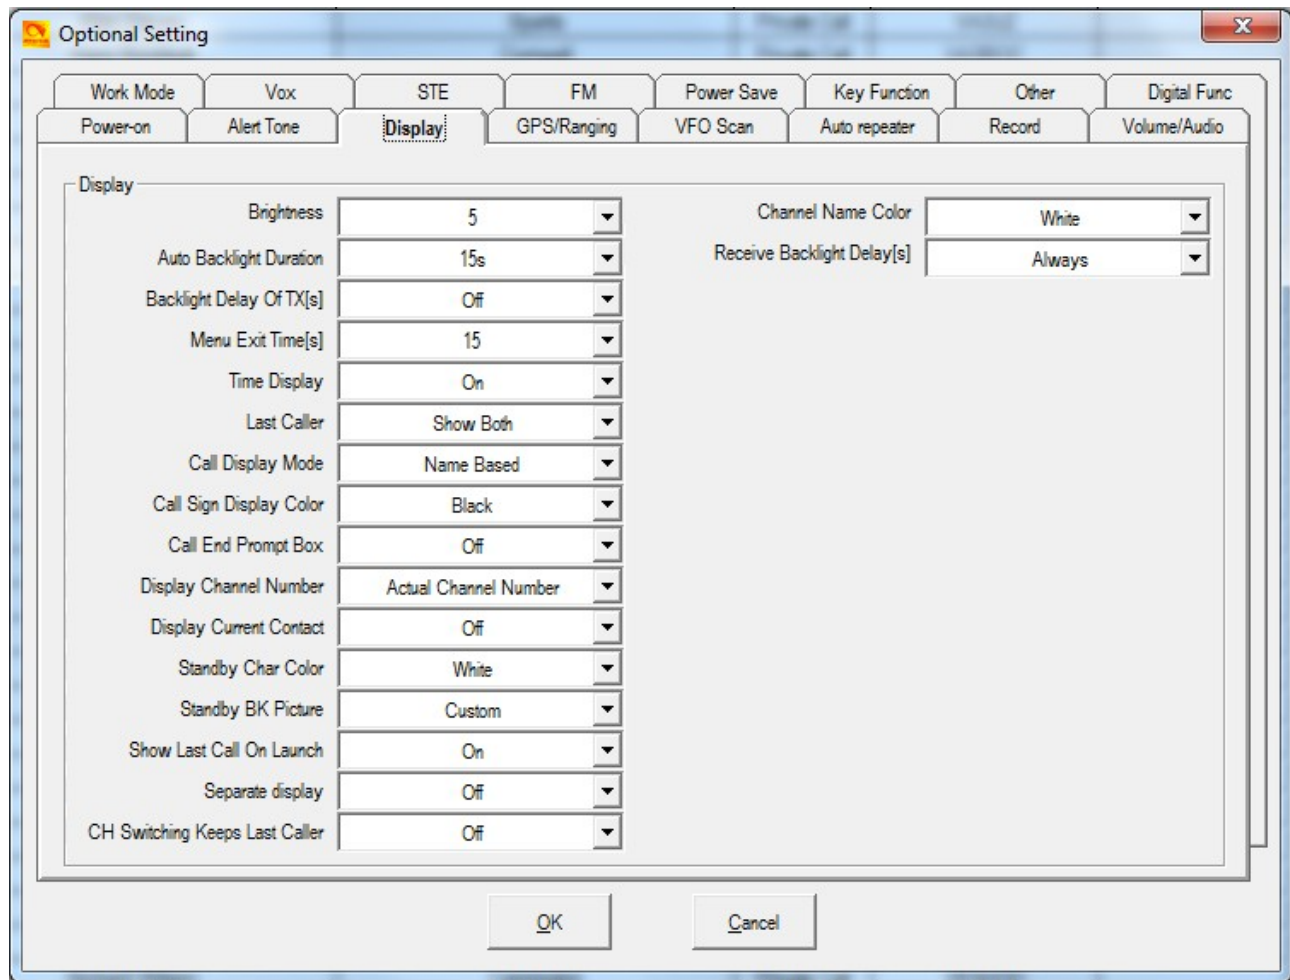 Optional Setting
Work Mode Vox STE FM Power Save Key Function Other Digital Func
Power-on Alert Tone Display GPS/Ranging VFO Scan Auto repeater Record Volume/Audio
Display
Brightness 5 Channel Name Color White
Auto Backlight Duration 15s Receive Backlight Delay[s] Always
Backlight Delay Of TX[s] Off
Menu Exit Time[s] 15
Time Display On
Last Caller Show Both
Call Display Mode Name Based
Call Sign Display Color Black
Call End Prompt Box Off
Display Channel Number Actual Channel Number
Display Current Contact Off
Standby Char Color White
Standby BK Picture Custom
Show Last Call On Launch On
Separate display Off
CH Switching Keeps Last Caller Off
OK Cancel